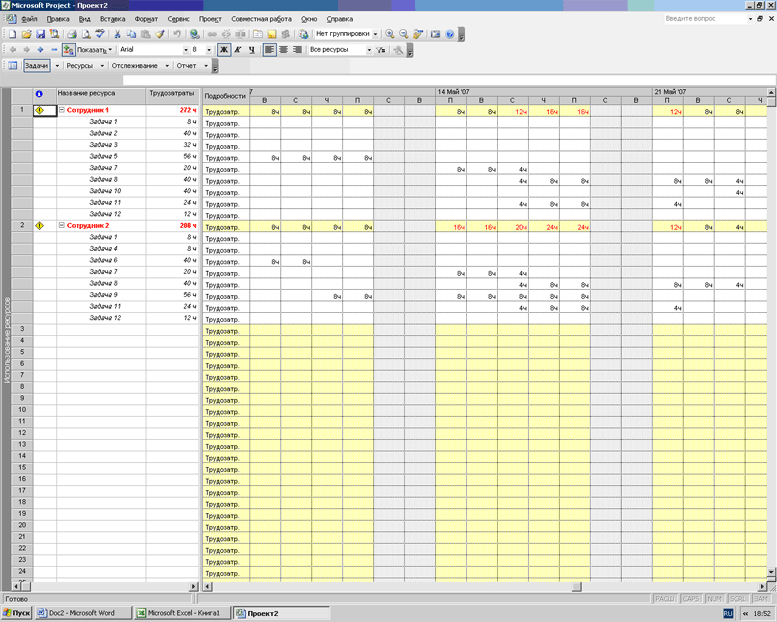 Microsoft Project - Проект2
Файл Правка Вид Вставка Формат Сервис Проект Совместная работа Окно Справка Введите вопрос
Нет группировки
Показать Arial 8 Ж К Ч Все ресурсы
Задачи Ресурсы Отслеживание Отчет
Название ресурса Трудозатраты Подробности 7 14 Май '07 21 Май '07
В С Ч П С В П В С Ч П С В П В С Ч
1 Сотрудник 1 272 ч Трудозатр. 8ч 8ч 8ч 8ч 8ч 8ч 12ч 16ч 16ч 12ч 8ч 8ч
Задача 1 8 ч Трудозатр.
Задача 2 40 ч Трудозатр.
Задача 3 32 ч Трудозатр.
Задача 5 56 ч Трудозатр. 8ч 8ч 8ч 8ч
Задача 7 20 ч Трудозатр. 8ч 8ч 4ч
Задача 8 40 ч Трудозатр. 4ч 8ч 8ч 8ч 8ч 4ч
Задача 10 40 ч Трудозатр. 4ч
Задача 11 24 ч Трудозатр. 4ч 8ч 8ч 4ч
Задача 12 12 ч Трудозатр.
2 Сотрудник 2 208 ч Трудозатр. 8ч 8ч 8ч 8ч 16ч 16ч 20ч 24ч 24ч 12ч 8ч 4ч
Задача 1 8 ч Трудозатр.
Задача 4 8 ч Трудозатр.
Задача 6 40 ч Трудозатр. 8ч 8ч
Задача 7 20 ч Трудозатр. 8ч 8ч 4ч
Задача 8 40 ч Трудозатр. 4ч 8ч 8ч 8ч 8ч 4ч
Задача 9 56 ч Трудозатр. 8ч 8ч 8ч 8ч 8ч 8ч 8ч
Задача 11 24 ч Трудозатр. 4ч 8ч 8ч 4ч
Задача 12 12 ч Трудозатр.
3 Трудозатр.
4 Трудозатр.
5 Трудозатр.
6 Трудозатр.
7 Трудозатр.
8 Трудозатр.
9 Трудозатр.
10 Трудозатр.
11 Трудозатр.
12 Трудозатр.
13 Трудозатр.
14 Трудозатр.
15 Трудозатр.
16 Трудозатр.
17 Трудозатр.
18 Трудозатр.
19 Трудозатр.
20 Трудозатр.
21 Трудозатр.
22 Трудозатр.
23 Трудозатр.
24 Трудозатр.
Использование ресурсов
Готово РАСШ CAPS NUM SCRL ЗАМ
Пуск Doc2 - Microsoft Word Microsoft Excel - Книга1 Проект2 RU « 18:52